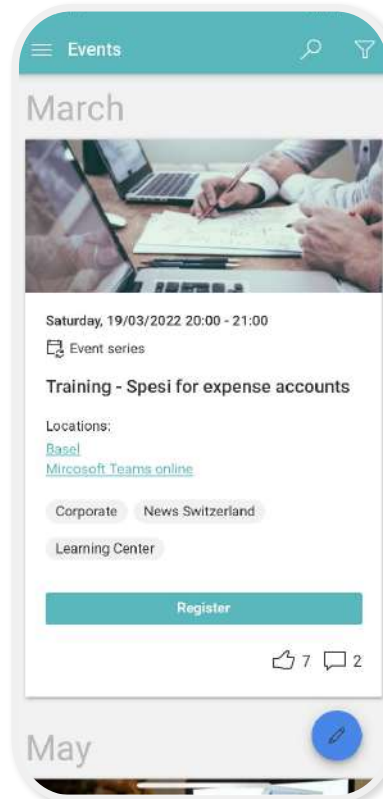 Events
March
Saturday, 19/03/2022 20:00 - 21:00
Event series
Training - Spesi for expense accounts
Locations:
Basel
Mircosoft Teams online
Corporate News Switzerland
Learning Center
Register
7 2
May